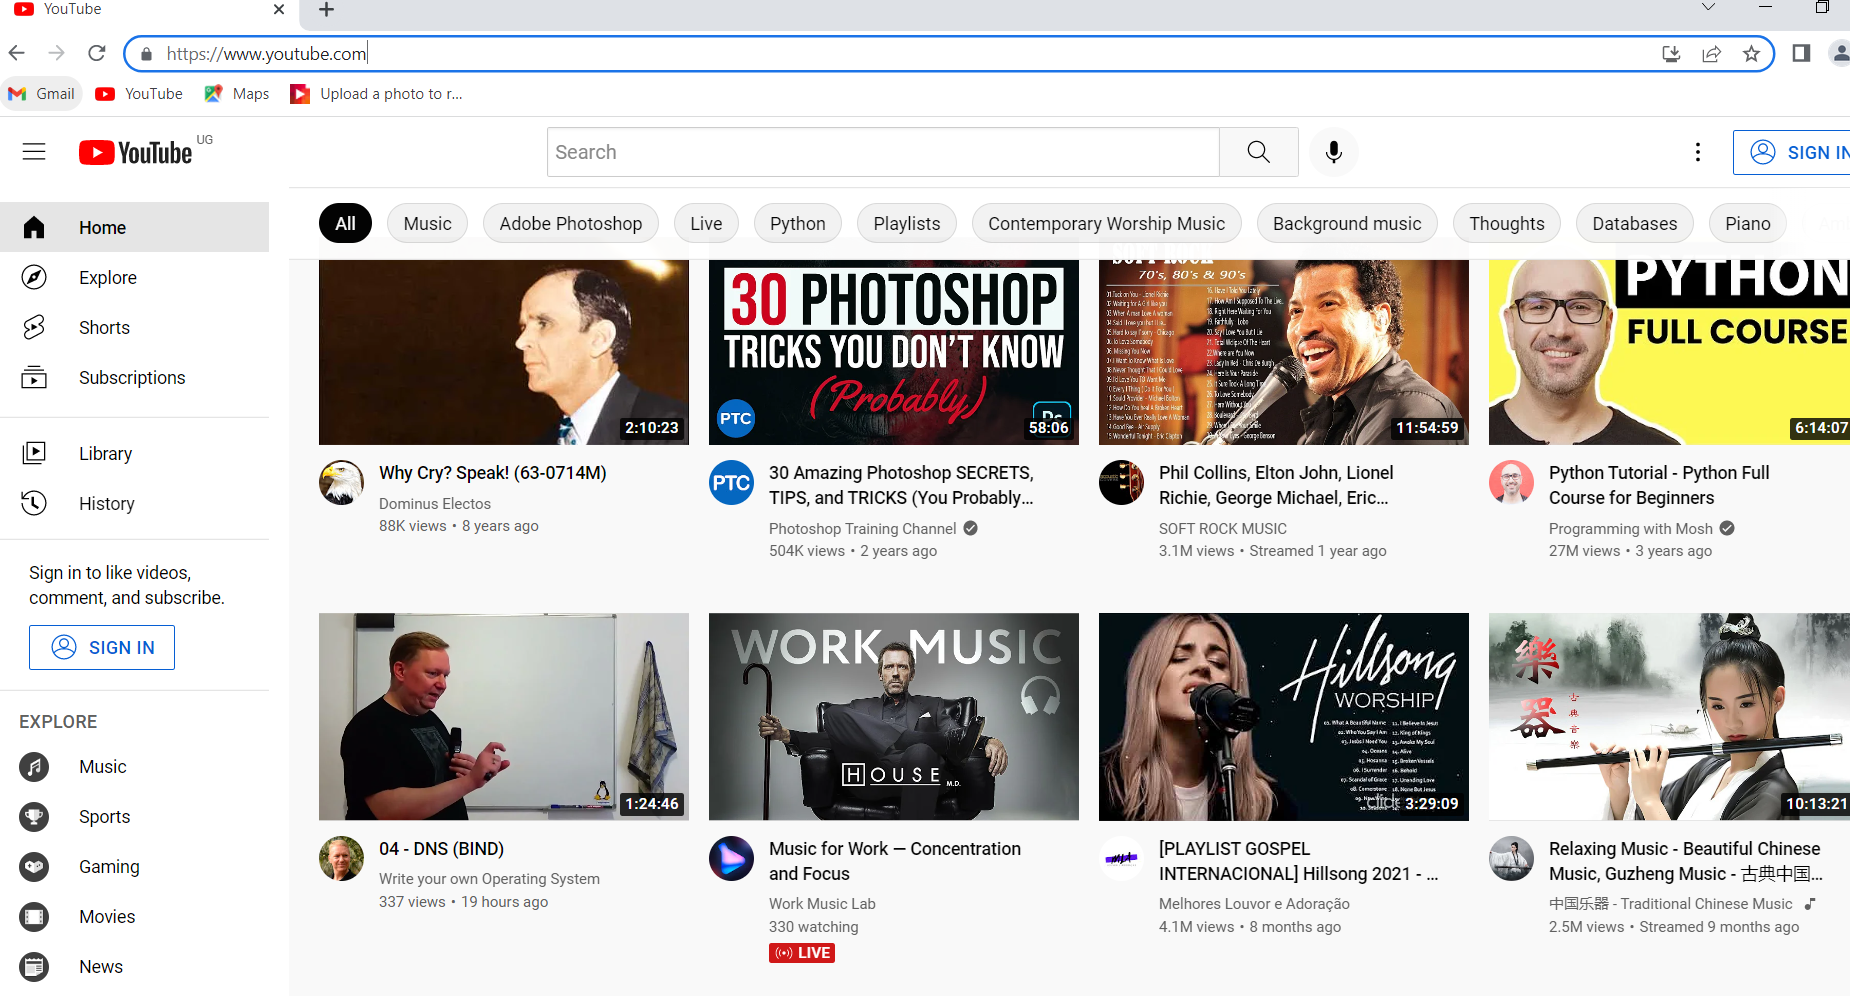 YouTube
https://www.youtube.com
Gmail
YouTube
Maps
Upload a photo to r...
YouTube UG
Search
SIGN IN
Home
Explore
Shorts
Subscriptions
Library
History
Sign in to like videos,
comment, and subscribe.
SIGN IN
EXPLORE
Music
Sports
Gaming
Movies
News
All
Music
Adobe Photoshop
Live
Python
Playlists
Contemporary Worship Music
Background music
Thoughts
Databases
Piano
2:10:23
Why Cry? Speak! (63-0714M)
Dominus Electos
88K views • 8 years ago
30 PHOTOSHOP
TRICKS YOU DON'T KNOW
(Probably)
PTC
Ps
58:06
PTC
30 Amazing Photoshop SECRETS,
TIPS, and TRICKS (You Probably...
Photoshop Training Channel
504K views • 2 years ago
SOFT ROCK
70's, 80's & 90's
11:54:59
Phil Collins, Elton John, Lionel
Richie, George Michael, Eric...
SOFT ROCK MUSIC
3.1M views • Streamed 1 year ago
PYTHON
FULL COURSE
6:14:07
Python Tutorial - Python Full
Course for Beginners
Programming with Mosh
27M views • 3 years ago
1:24:46
04 - DNS (BIND)
Write your own Operating System
337 views • 19 hours ago
WORK MUSIC
HOUSE M.D.
Music for Work — Concentration
and Focus
Work Music Lab
330 watching
LIVE
Hillsong
WORSHIP
3:29:09
MLA
[PLAYLIST GOSPEL
INTERNACIONAL] Hillsong 2021 - ...
Melhores Louvor e Adoração
4.1M views • 8 months ago
樂
器
古典音樂
10:13:21
Relaxing Music - Beautiful Chinese
Music, Guzheng Music - 古典中国...
中国乐器 - Traditional Chinese Music
2.5M views • Streamed 9 months ago